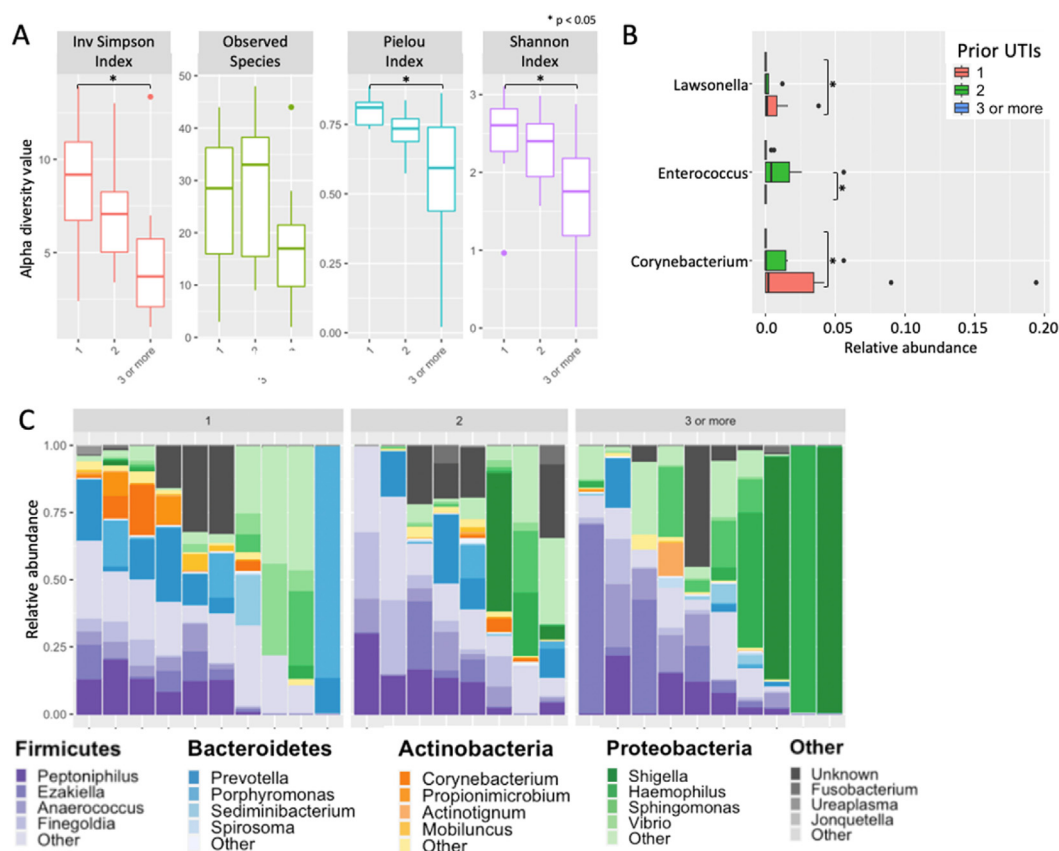 * p < 0.05
A
Inv Simpson
Index
Observed
Species
Pielou
Index
Shannon
Index
*
*
*
Alpha diversity value
10
5
50
40
30
20
10
0
0.75
0.50
0.25
0.00
3
2
1
0
1
2
3 or more
1
2
3 or more
1
2
3 or more
B
Prior UTIs
1
2
3 or more
Lawsonella
Enterococcus
Corynebacterium
*
*
*
0.0
0.05
0.10
0.15
0.20
Relative abundance
C
1
2
3 or more
Relative abundance
1.00
0.75
0.50
0.25
0.00
Firmicutes
Peptoniphilus
Ezakiella
Anaerococcus
Finegoldia
Other
Bacteroidetes
Prevotella
Porphyromonas
Sediminibacterium
Spirosoma
Other
Actinobacteria
Corynebacterium
Propionimicrobium
Actinotignum
Mobiluncus
Other
Proteobacteria
Shigella
Haemophilus
Sphingomonas
Vibrio
Other
Other
Unknown
Fusobacterium
Ureaplasma
Jonquetella
Other